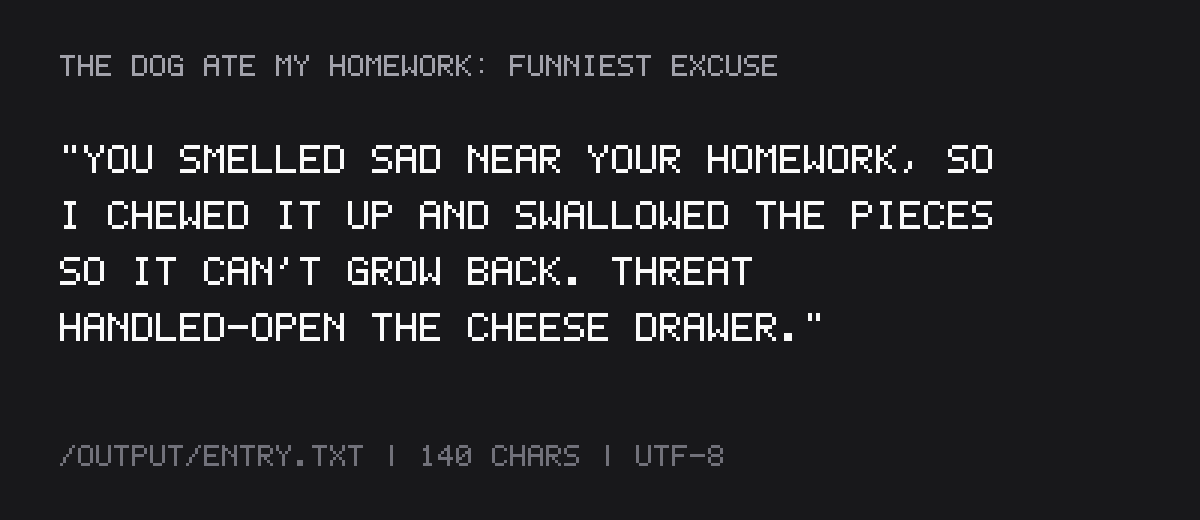 THE DOG ATE MY HOMEWORK: FUNNIEST EXCUSE
"YOU SMELLED SAD NEAR YOUR HOMEWORK, SO
I CHEWED IT UP AND SWALLOWED THE PIECES
SO IT CAN'T GROW BACK. THREAT
HANDLED—OPEN THE CHEESE DRAWER."
/OUTPUT/ENTRY.TXT | 140 CHARS | UTF-8